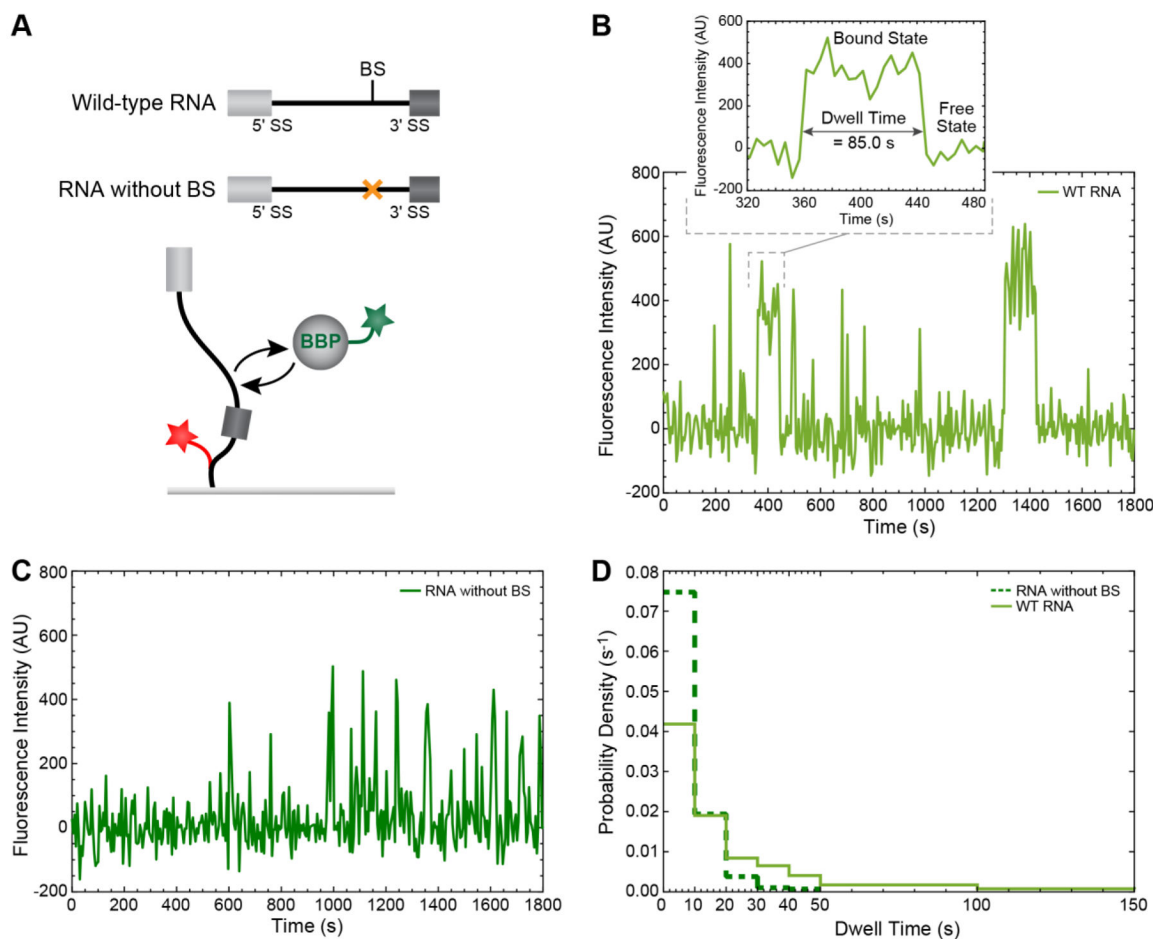 A
Wild-type RNA
BS
5' SS
3' SS
RNA without BS
5' SS
3' SS
BBP
B
Fluorescence Intensity (AU)
600
400
200
0
-200
Bound State
Dwell Time
= 85.0 s
Free
State
320 360 400 440 480
Time (s)
Fluorescence Intensity (AU)
800
600
400
200
0
-200
WT RNA
0 200 400 600 800 1000 1200 1400 1600 1800
Time (s)
C
Fluorescence Intensity (AU)
800
600
400
200
0
-200
RNA without BS
0 200 400 600 800 1000 1200 1400 1600 1800
Time (s)
D
Probability Density (s⁻¹)
0.08
0.07
0.06
0.05
0.04
0.03
0.02
0.01
0.00
RNA without BS
WT RNA
0 10 20 30 40 50 100 150
Dwell Time (s)